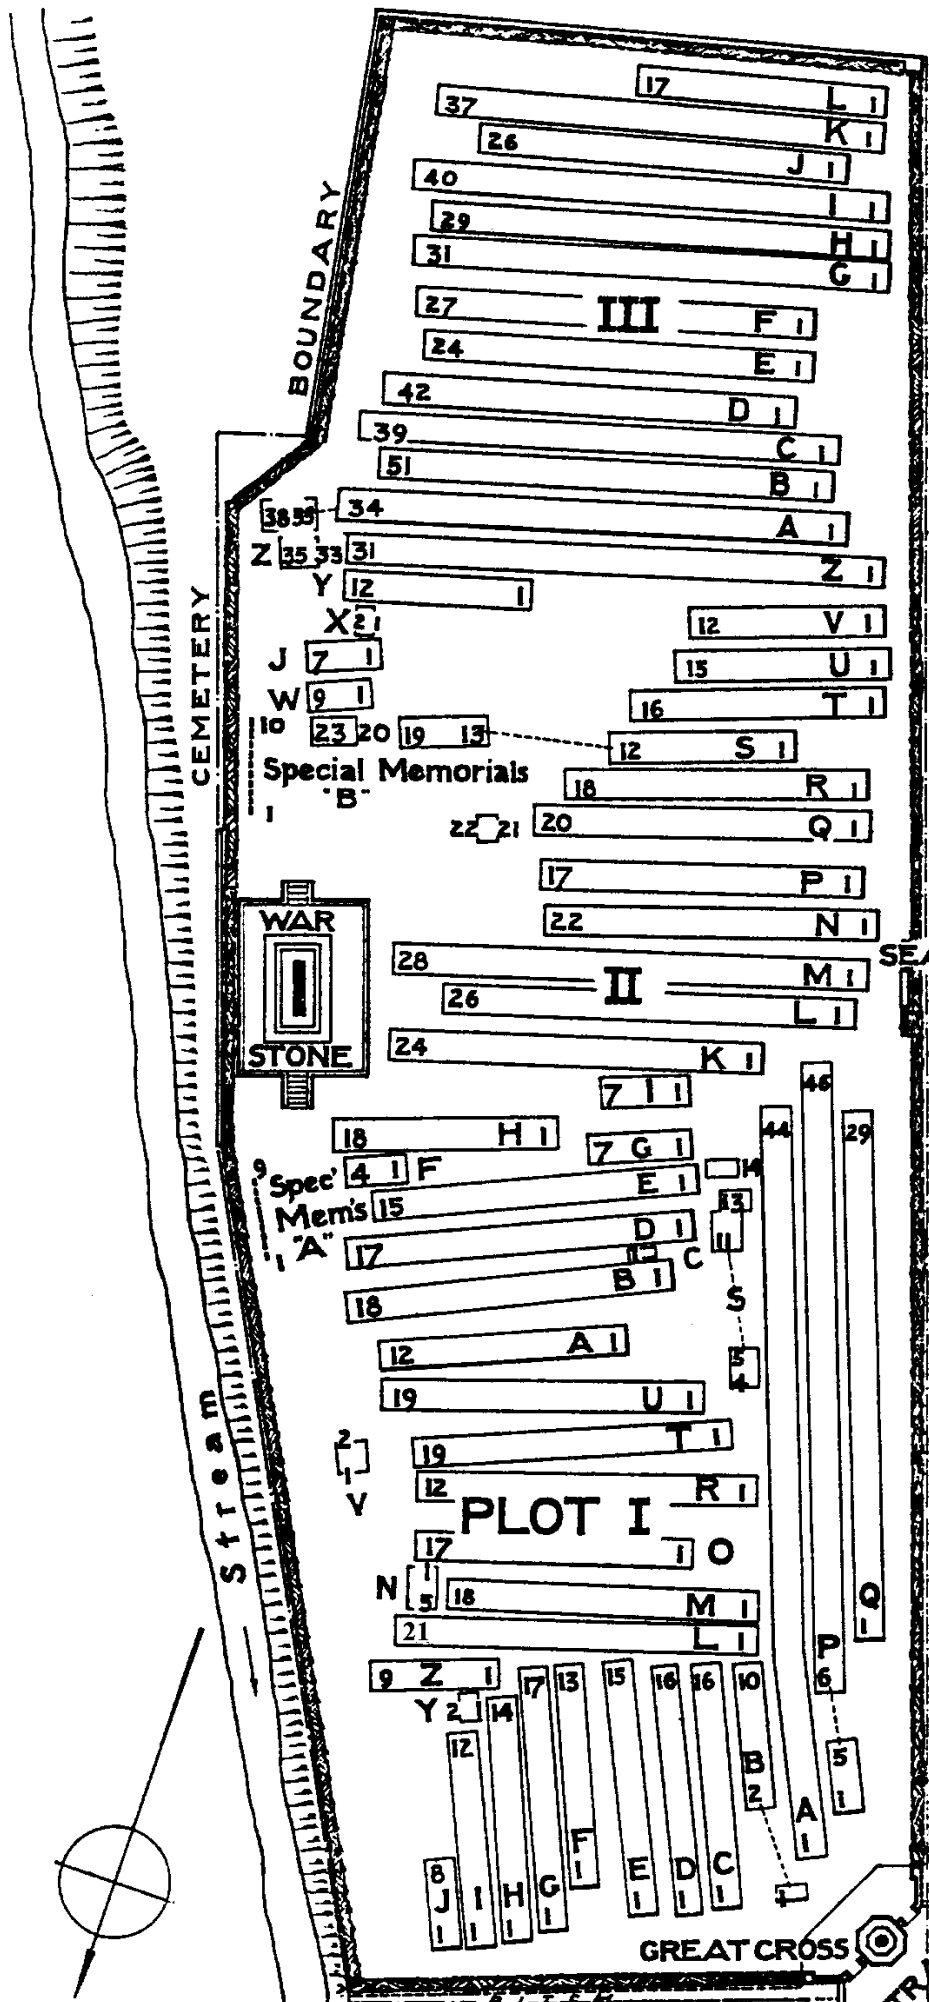 17 L 1
37 K 1
26 J 1
40 I 1
29 H 1
31 G 1
BOUNDARY
27 III F 1
24 E 1
42 D 1
39 C 1
51 B 1
38 35 34 A 1
Z 35 33 31 Z 1
Y 12 1
X 2 1
12 V 1
J 7 1
15 U 1
W 9 1
16 T 1
CEMETERY
10 23 20 19 13 12 S 1
Special Memorials
"B"
1
18 R 1
22 21 20 Q 1
17 P 1
22 N 1
WAR
STONE
28 M 1
II
26 L 1
24 K 1
7 I 1
46
44
29
18 H 1
7 G 1
9 Spec' 4 1 F
Mem's
"A"
1
15 E 1
14
13
11
17 D 1
C
18 B 1
S
5
4
12 A 1
19 U 1
19 T 1
2
1
V
12 R 1
PLOT I
17 1 O
N 1
5
18 M 1
21 L 1
Stream
Q
1
P
6
9 Z 1
Y 2
12 14 17 13 15 16 16 10
5
1
B
2
A
1
8
J
1
I
1
H
1
G
1
F
1
E
1
D
1
C
1
1
GREAT CROSS